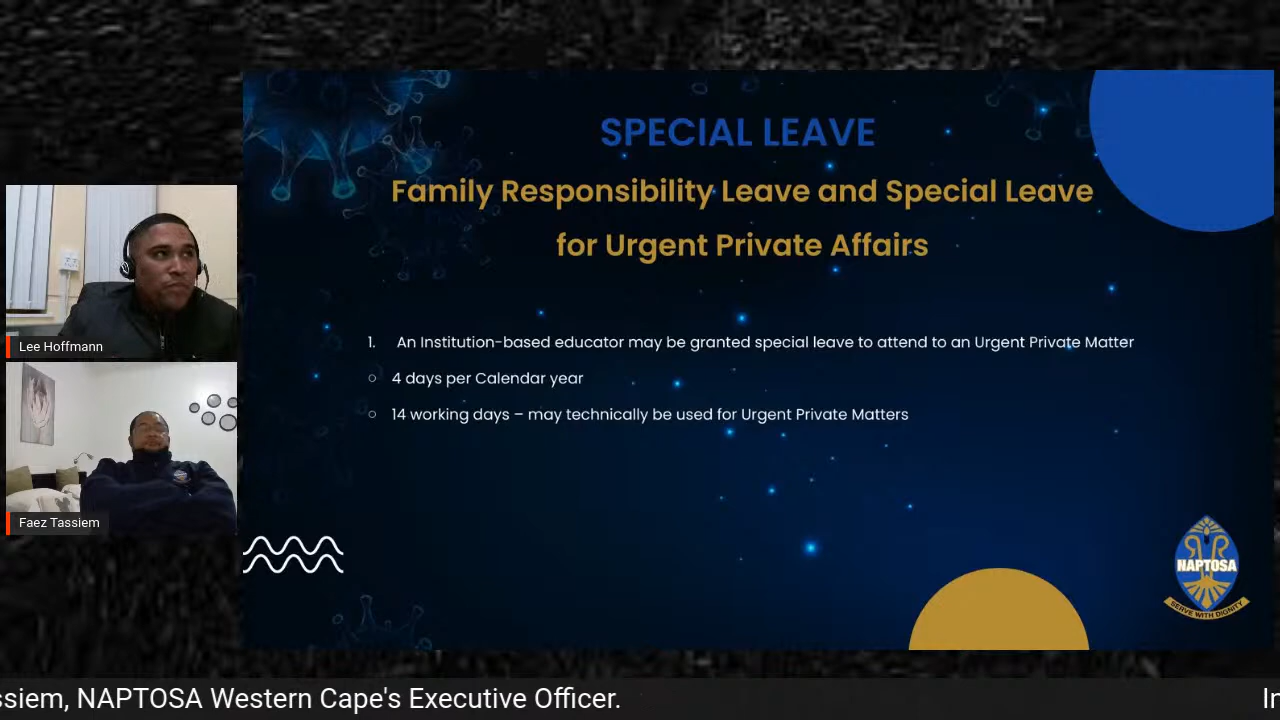 SPECIAL LEAVE
Family Responsibility Leave and Special Leave
for Urgent Private Affairs
1. An Institution-based educator may be granted special leave to attend to an Urgent Private Matter
○ 4 days per Calendar year
○ 14 working days – may technically be used for Urgent Private Matters
Lee Hoffmann
Faez Tassiem
NAPTOSA
SERVE WITH DIGNITY
ssiem, NAPTOSA Western Cape's Executive Officer.